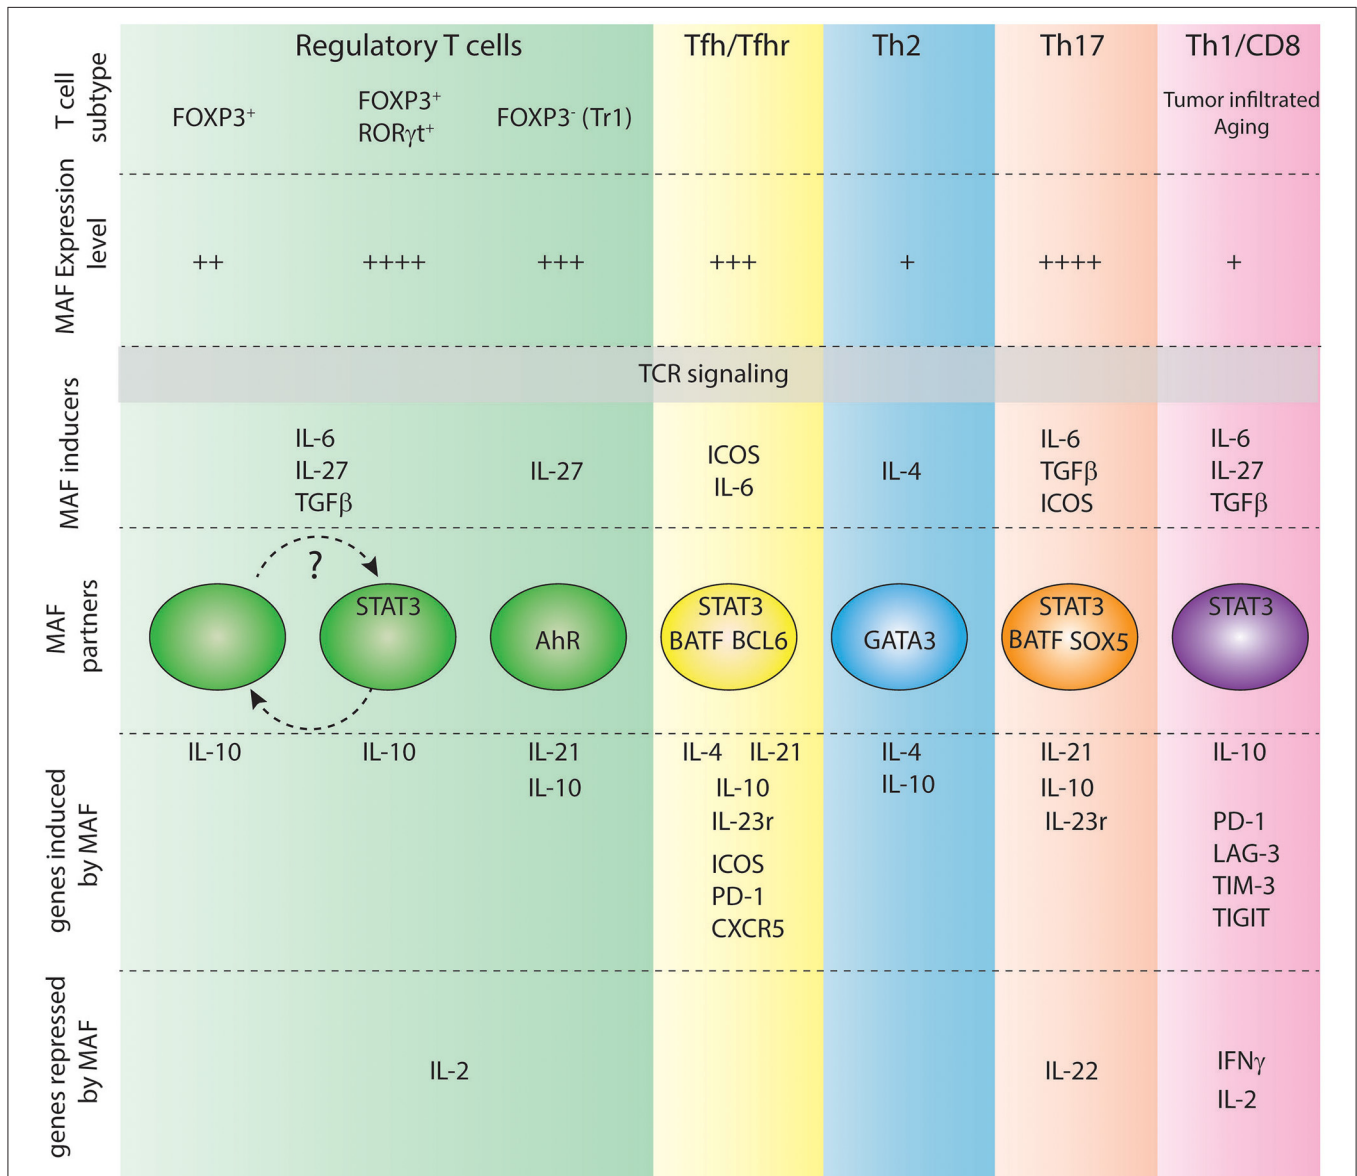 Regulatory T cells
Tfh/Tfhr
Th2
Th17
Th1/CD8
T cell
subtype
FOXP3⁺
FOXP3⁺
RORγt⁺
FOXP3⁻ (Tr1)
Tumor infiltrated
Aging
MAF Expression
level
++
++++
+++
+++
+
++++
+
TCR signaling
MAF inducers
IL-6
IL-27
TGFβ
IL-27
ICOS
IL-6
IL-4
IL-6
TGFβ
ICOS
IL-6
IL-27
TGFβ
MAF
partners
?
STAT3
AhR
STAT3
BATF BCL6
GATA3
STAT3
BATF SOX5
STAT3
genes induced
by MAF
IL-10
IL-10
IL-21
IL-10
IL-4 IL-21
IL-10
IL-23r
ICOS
PD-1
CXCR5
IL-4
IL-10
IL-21
IL-10
IL-23r
IL-10
PD-1
LAG-3
TIM-3
TIGIT
genes repressed
by MAF
IL-2
IL-22
IFNγ
IL-2